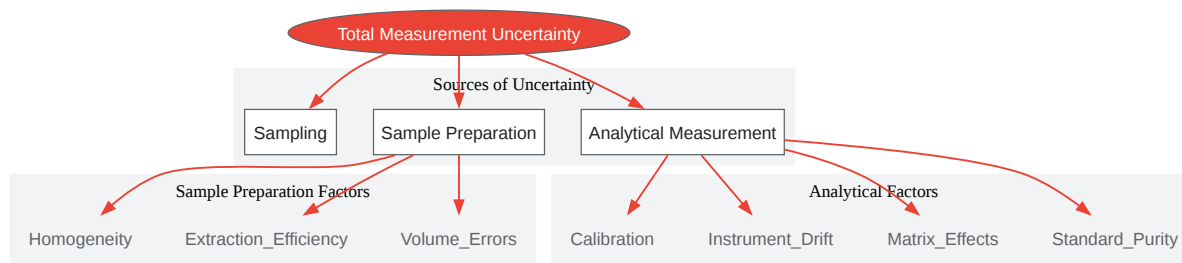 Total Measurement Uncertainty
Sources of Uncertainty
Sampling
Sample Preparation
Analytical Measurement
Sample Preparation Factors
Analytical Factors
Homogeneity
Extraction_Efficiency
Volume_Errors
Calibration
Instrument_Drift
Matrix_Effects
Standard_Purity